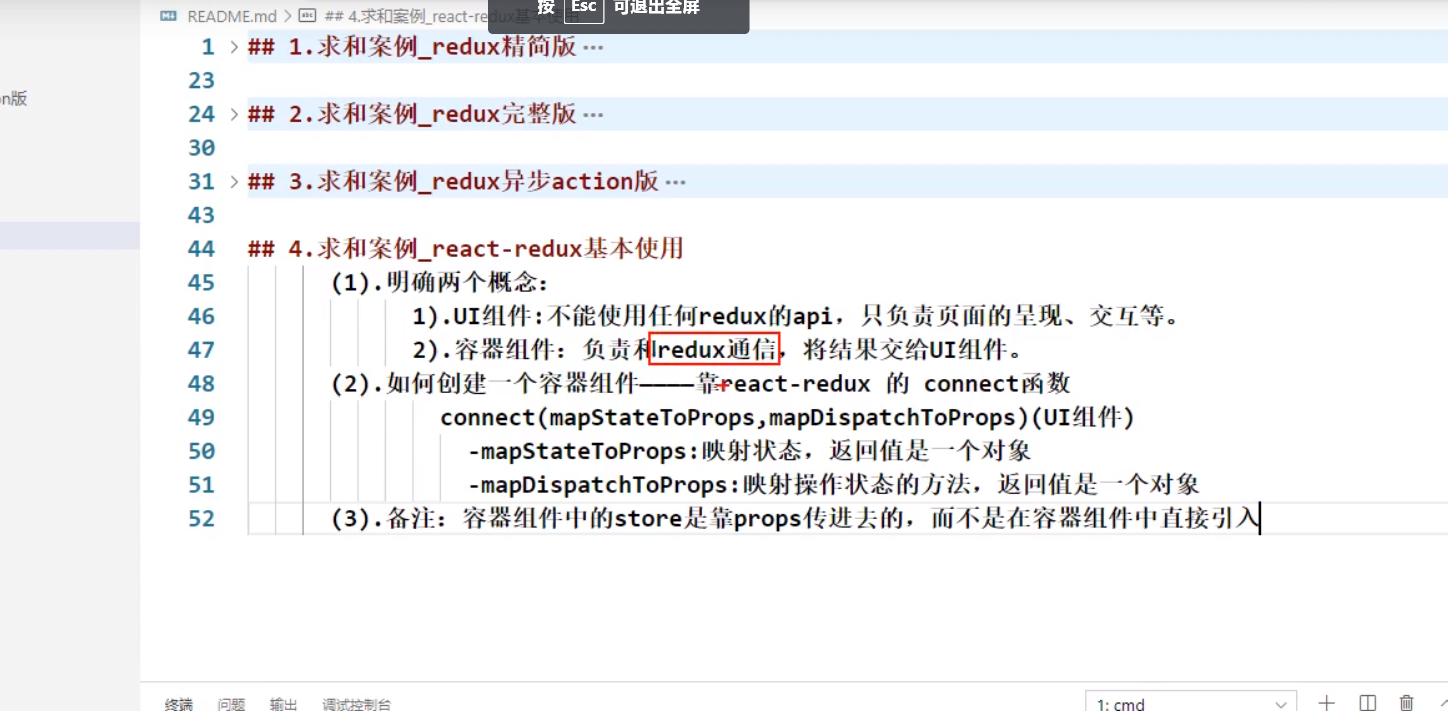 按 Esc 可退出全屏
README.md > ## 4.求和案例_react-redux基本使用
on版
1 ## 1.求和案例_redux精简版 ···
23
24 ## 2.求和案例_redux完整版 ···
30
31 ## 3.求和案例_redux异步action版 ···
43
44 ## 4.求和案例_react-redux基本使用
45 (1).明确两个概念:
46 1).UI组件:不能使用任何redux的api，只负责页面的呈现、交互等。
47 2).容器组件：负责和redux通信，将结果交给UI组件。
48 (2).如何创建一个容器组件————靠react-redux 的 connect函数
49 connect(mapStateToProps,mapDispatchToProps)(UI组件)
50 -mapStateToProps:映射状态，返回值是一个对象
51 -mapDispatchToProps:映射操作状态的方法，返回值是一个对象
52 (3).备注：容器组件中的store是靠props传进去的，而不是在容器组件中直接引入
终端 问题 输出 调试控制台 1: cmd